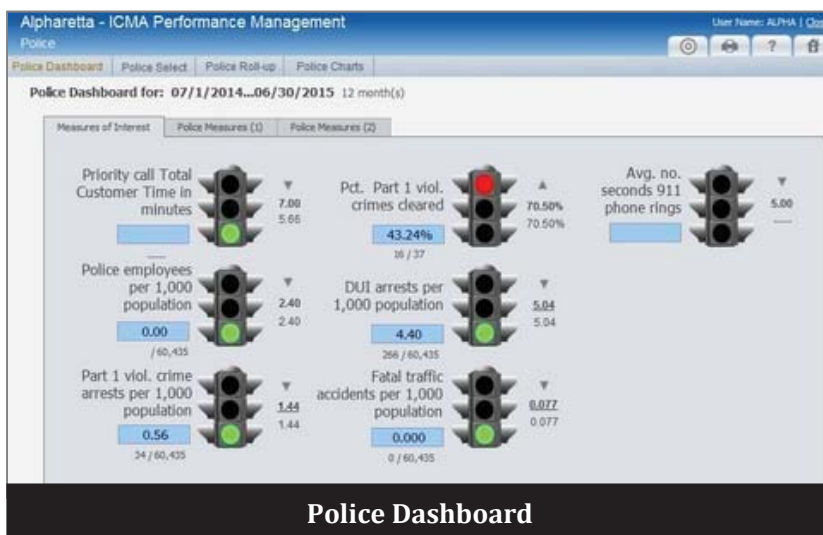 Alpharetta - ICMA Performance Management
User Name: ALPHA | Clos
Police
?
Police Dashboard
Police Select
Police Roll-up
Police Charts
Police Dashboard for: 07/1/2014...06/30/2015 12 month(s)
Measures of Interest
Police Measures (1)
Police Measures (2)
Priority call Total
Customer Time in
minutes
7.00
5.66
Pct. Part 1 viol.
crimes cleared
43.24%
16 / 37
70.50%
70.50%
Avg. no.
seconds 911
phone rings
5.00
Police employees
per 1,000
population
0.00
/ 60,435
2.40
2.40
DUI arrests per
1,000 population
4.40
266 / 60,435
5.04
5.04
Part 1 viol. crime
arrests per 1,000
population
0.56
34 / 60,435
1.44
1.44
Fatal traffic
accidents per 1,000
population
0.000
0 / 60,435
0.077
0.077
Police Dashboard